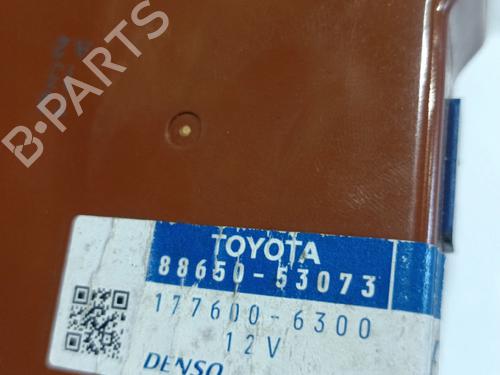 B-PARTS
TOYOTA
88650-53073
177600-6300
12V
DENSO